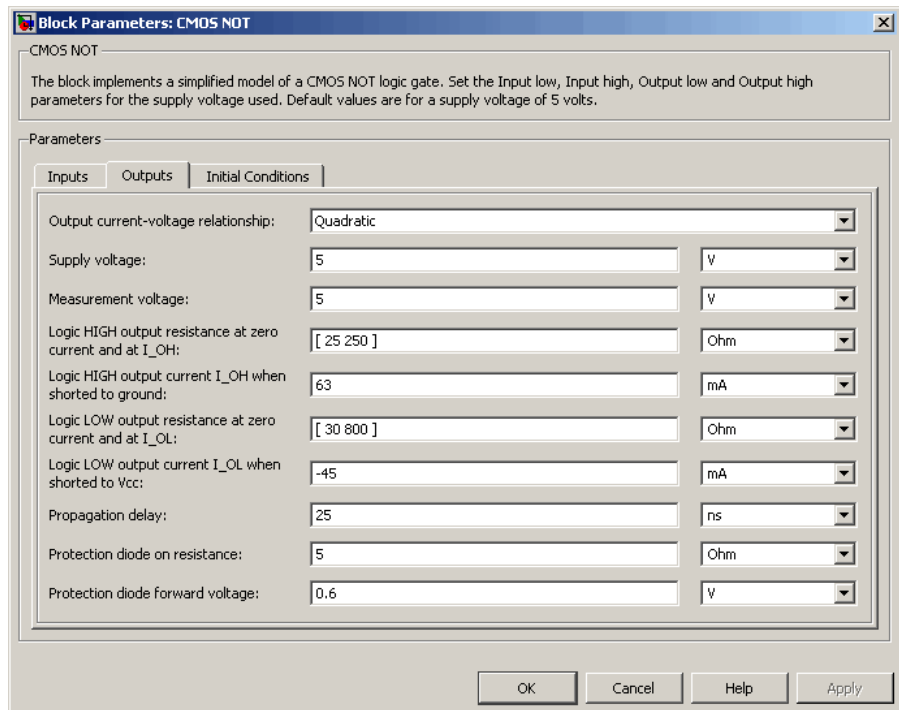 Block Parameters: CMOS NOT
CMOS NOT
The block implements a simplified model of a CMOS NOT logic gate. Set the Input low, Input high, Output low and Output high
parameters for the supply voltage used. Default values are for a supply voltage of 5 volts.
Parameters
Inputs Outputs Initial Conditions
Output current-voltage relationship: Quadratic
Supply voltage: 5 V
Measurement voltage: 5 V
Logic HIGH output resistance at zero
current and at I_OH: [ 25 250 ] Ohm
Logic HIGH output current I_OH when
shorted to ground: 63 mA
Logic LOW output resistance at zero
current and at I_OL: [ 30 800 ] Ohm
Logic LOW output current I_OL when
shorted to Vcc: -45 mA
Propagation delay: 25 ns
Protection diode on resistance: 5 Ohm
Protection diode forward voltage: 0.6 V
OK Cancel Help Apply